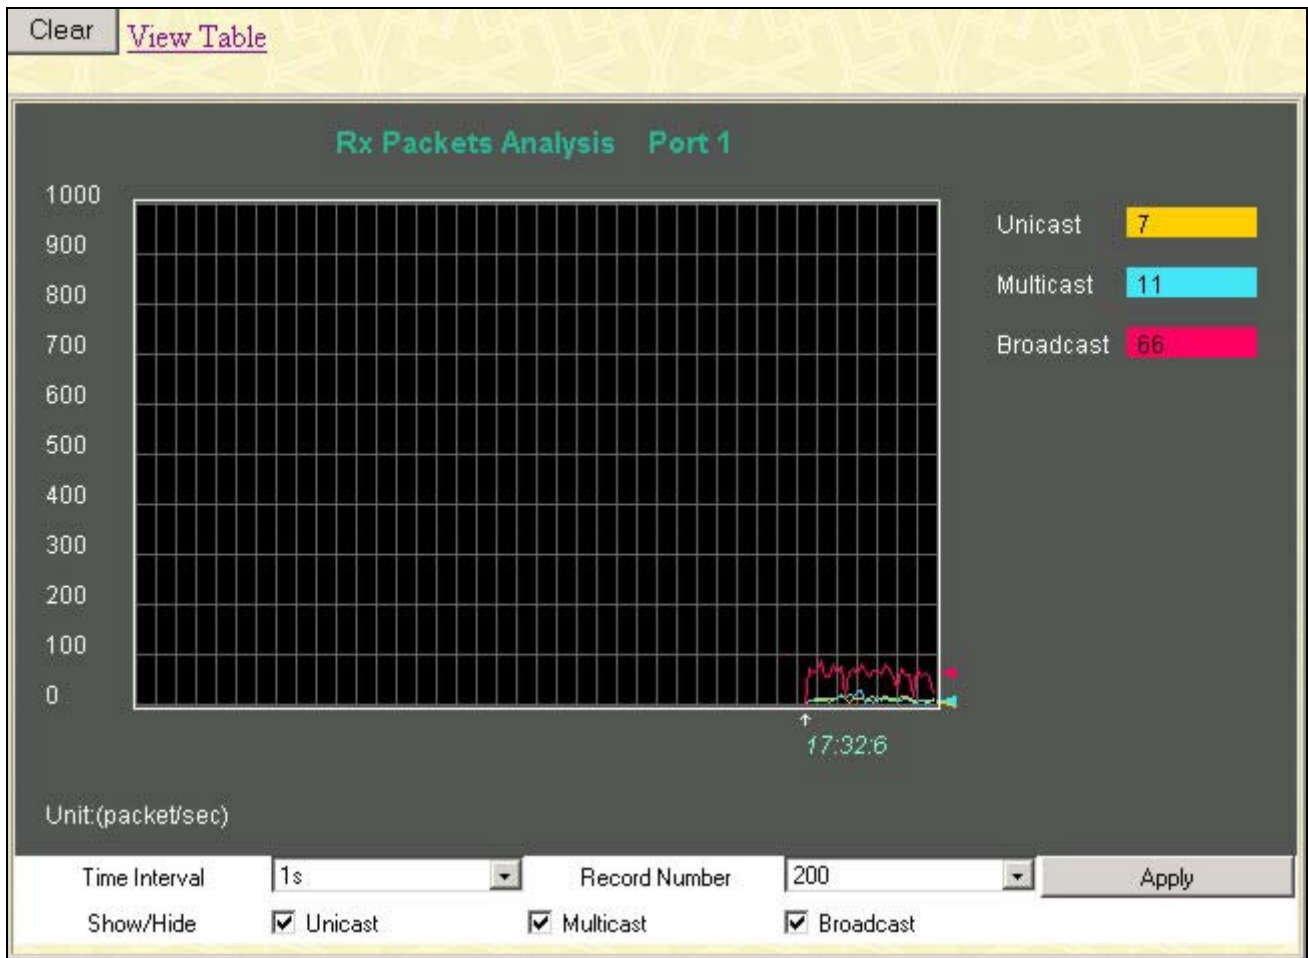 Clear View Table
Rx Packets Analysis Port 1
1000
900
800
700
600
500
400
300
200
100
0
Unicast 7
Multicast 11
Broadcast 66
17:32:6
Unit:(packet/sec)
Time Interval 1s Record Number 200 Apply
Show/Hide Unicast Multicast Broadcast